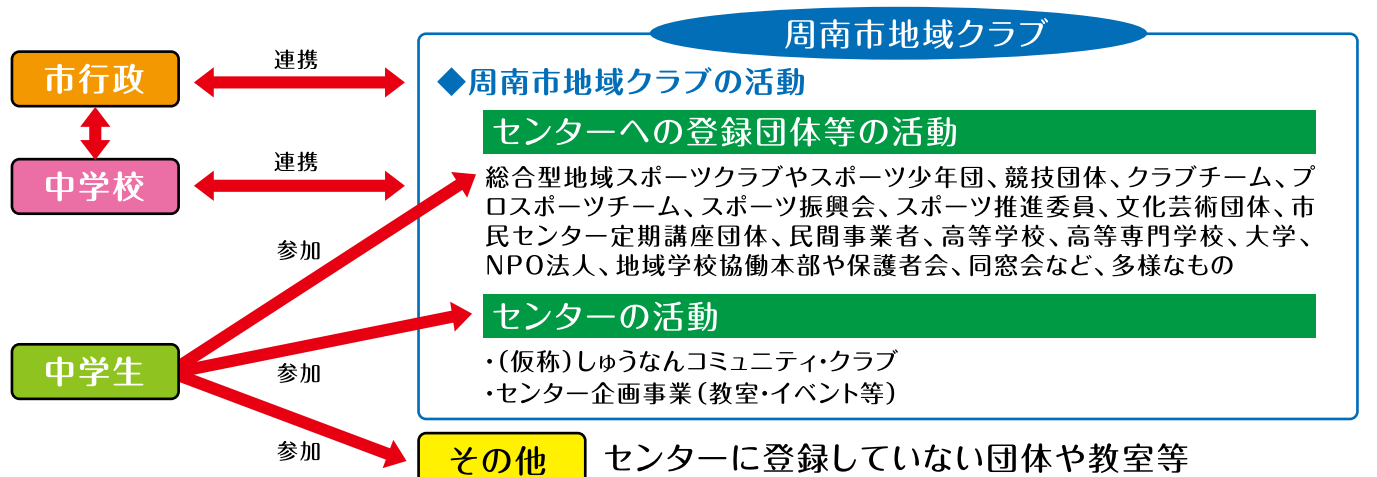 周南市地域クラブ
市行政
連携
◆周南市地域クラブの活動
センターへの登録団体等の活動
中学校
連携
総合型地域スポーツクラブやスポーツ少年団、競技団体、クラブチーム、プ
ロスポーツチーム、スポーツ振興会、スポーツ推進委員、文化芸術団体、市
民センター定期講座団体、民間事業者、高等学校、高等専門学校、大学、
NPO法人、地域学校協働本部や保護者会、同窓会など、多様なもの
参加
センターの活動
中学生
参加
・(仮称)しゅうなんコミュニティ・クラブ
・センター企画事業(教室・イベント等)
参加
その他
センターに登録していない団体や教室等